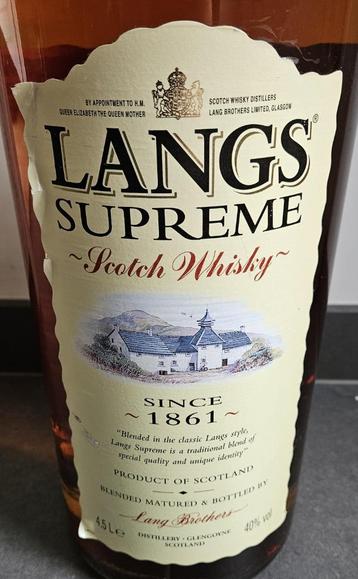 BY APPOINTMENT TO H.M.
QUEEN ELIZABETH THE QUEEN MOTHER
SCOTCH WHISKY DISTILLERS
LANG BROTHERS LIMITED, GLASGOW
LANGS®
SUPREME
~Scotch Whisky~
SINCE
~1861~
"Blended in the classic Langs style,
Langs Supreme is a traditional blend of
special quality and unique identity"
PRODUCT OF SCOTLAND
BLENDED MATURED & BOTTLED BY
Lang Brothers
4,5 L e
40% vol
DISTILLERY · GLENGOYNE
SCOTLAND